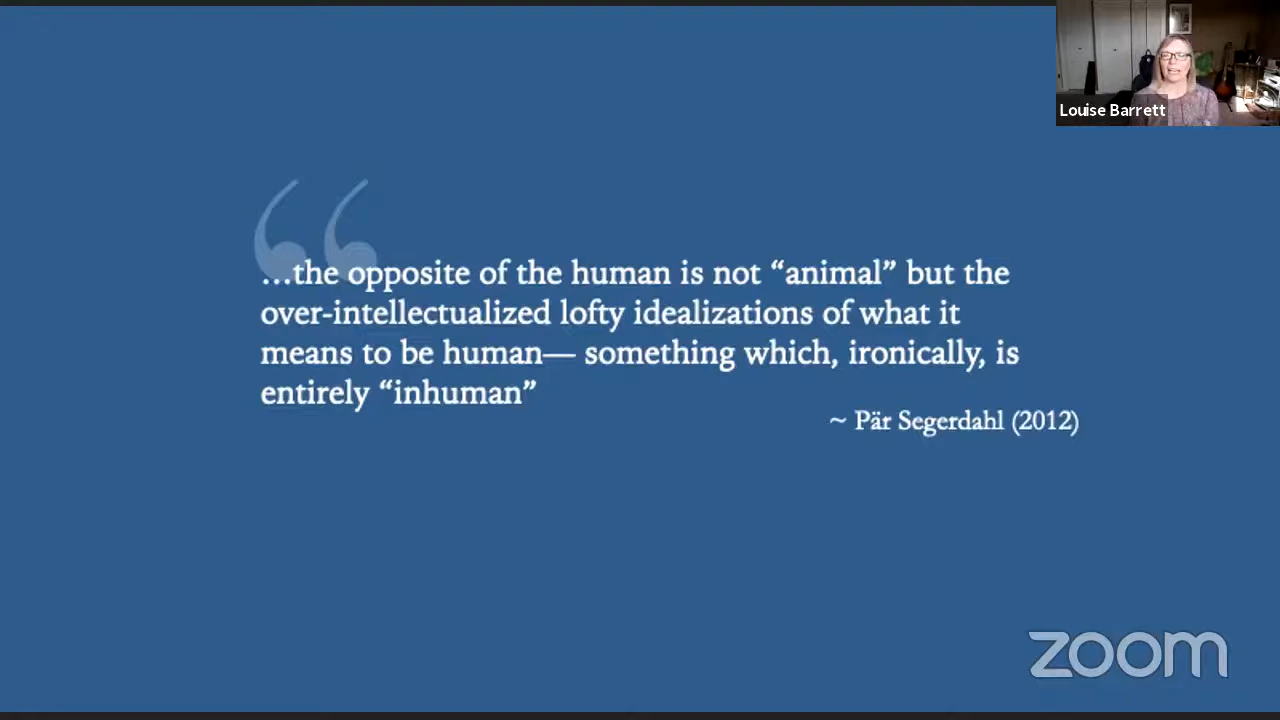 Louise Barrett
…the opposite of the human is not “animal” but the
over-intellectualized lofty idealizations of what it
means to be human— something which, ironically, is
entirely “inhuman”
~ Pär Segerdahl (2012)
zoom